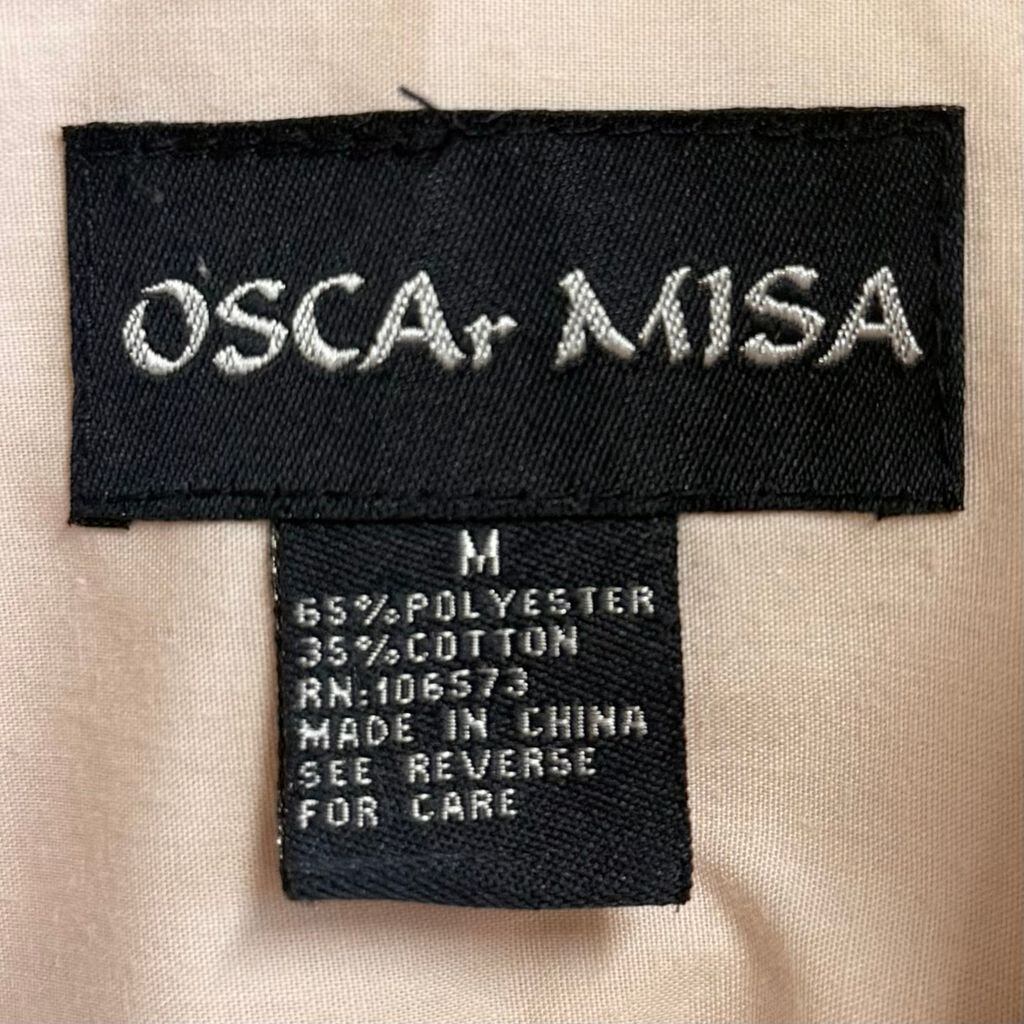 OSCAr MISA
M
65%POLYESTER
35%COTTON
RN:106573
MADE IN CHINA
SEE REVERSE
FOR CARE